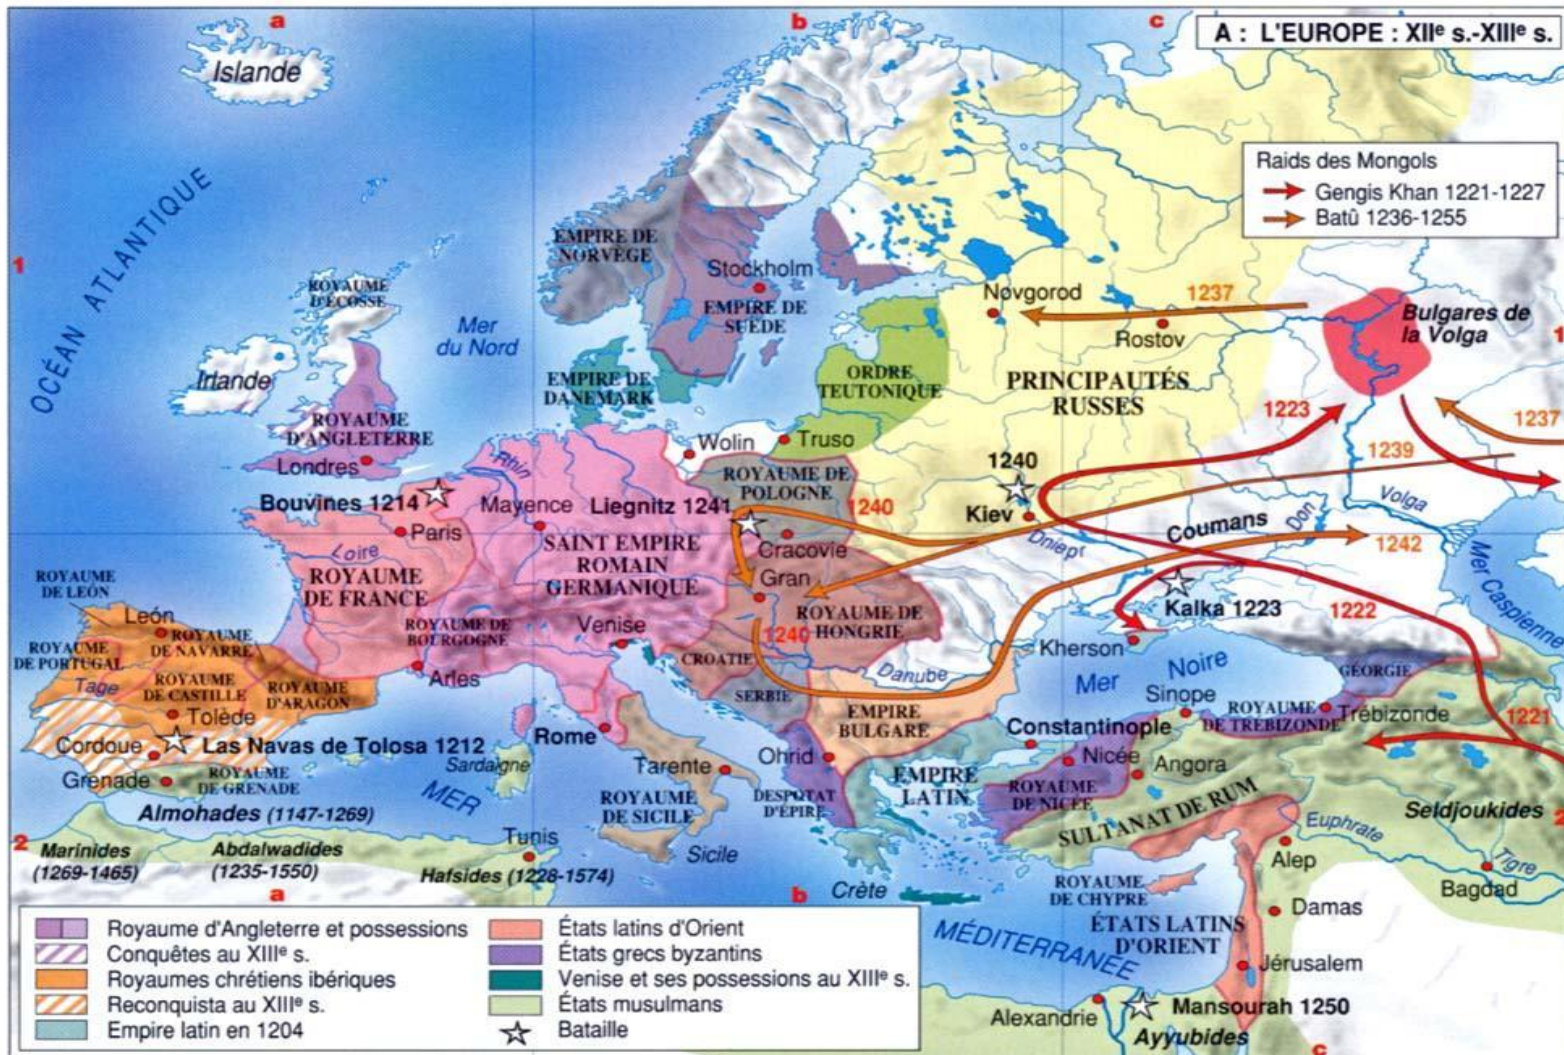 a
b
c
A : L'EUROPE : XIIe s.-XIIIe s.
Islande
Raids des Mongols
Gengis Khan 1221-1227
Batû 1236-1255
OCÉAN ATLANTIQUE
1
EMPIRE DE
NORVÈGE
Stockholm
EMPIRE DE
SUÈDE
ROYAUME
D'ÉCOSSE
Mer
du Nord
Irlande
EMPIRE DE
DANEMARK
ORDRE
TEUTONIQUE
Novgorod
1237
Rostov
Bulgares de
la Volga
1
PRINCIPAUTÉS
RUSSES
ROYAUME
D'ANGLETERRE
Londres
1223
1237
1239
Wolin
Truso
Rhin
ROYAUME DE
POLOGNE
1240
Bouvines 1214
Mayence
Liegnitz 1241
1240
Kiev
Volga
Paris
Loire
Cracovie
Dniepr
Coumans
Don
1242
Mer Caspienne
SAINT EMPIRE
ROMAIN
GERMANIQUE
Gran
ROYAUME
DE FRANCE
ROYAUME
DE LEÓN
León
ROYAUME
DE NAVARRE
ROYAUME DE
BOURGOGNE
Venise
1240
ROYAUME DE
HONGRIE
Kalka 1223
1222
Kherson
ROYAUME
DE PORTUGAL
Tage
ROYAUME
DE CASTILLE
ROYAUME
D'ARAGON
Arles
CROATIE
SERBIE
Danube
Mer Noire
GÉORGIE
Tolède
Cordoue
Las Navas de Tolosa 1212
Rome
EMPIRE
BULGARE
Sinope
Constantinople
ROYAUME
DE TRÉBIZONDE
Trébizonde
1221
Grenade
ROYAUME
DE GRENADE
Sardaigne
Tarente
Ohrid
Nicée
Angora
MER
ROYAUME
DE SICILE
DESPOTAT
D'ÉPIRE
EMPIRE
LATIN
ROYAUME
DE NICÉE
SULTANAT DE RUM
Seldjoukides
Almohades (1147-1269)
2
Marinides
(1269-1465)
Abdalwadides
(1235-1550)
Tunis
Hafsides (1228-1574)
Sicile
Crète
Euphrate
Tigre
2
Alep
Bagdad
ROYAUME
DE CHYPRE
Damas
ÉTATS LATINS
D'ORIENT
MÉDITERRANÉE
Jérusalem
Alexandrie
Mansourah 1250
Ayyubides
a
b
c
Royaume d'Angleterre et possessions
Conquêtes au XIIIe s.
Royaumes chrétiens ibériques
Reconquista au XIIIe s.
Empire latin en 1204
États latins d'Orient
États grecs byzantins
Venise et ses possessions au XIIIe s.
États musulmans
Bataille